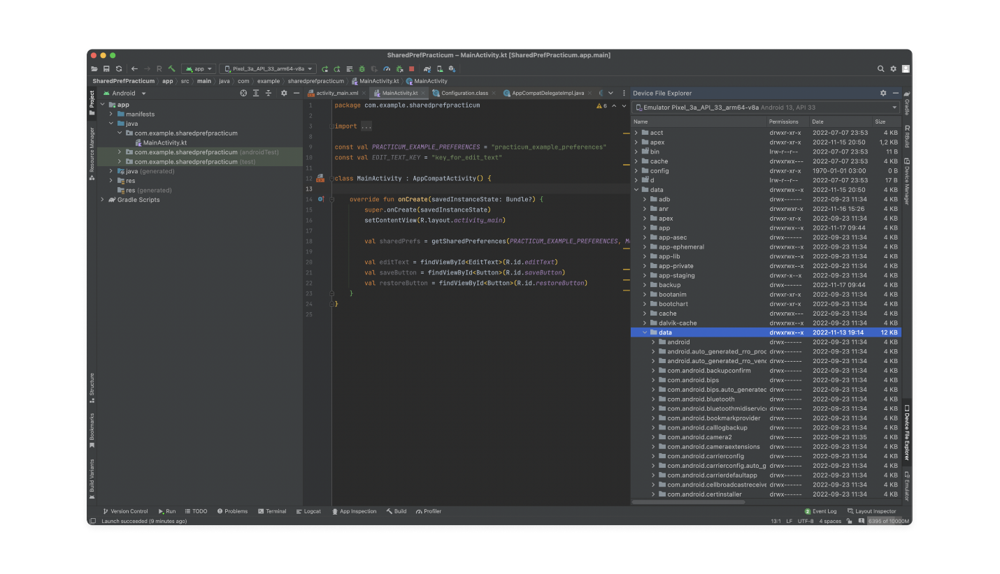 SharedPrefPracticum – MainActivity.kt [SharedPrefPracticum.app.main]
app
Pixel_3a_API_33_arm64-v8a
SharedPrefPracticum app src main java com example sharedprefpracticum MainActivity.kt MainActivity
Project
Resource Manager
Structure
Bookmarks
Build Variants
Android
app
manifests
java
com.example.sharedprefpracticum
MainActivity.kt
com.example.sharedprefpracticum (androidTest)
com.example.sharedprefpracticum (test)
java (generated)
res
res (generated)
Gradle Scripts
activity_main.xml MainActivity.kt Configuration.class AppCompatDelegateImpl.java
6
1 package com.example.sharedprefpracticum
2
3 import ...
8
9 const val PRACTICUM_EXAMPLE_PREFERENCES = "practicum_example_preferences"
10 const val EDIT_TEXT_KEY = "key_for_edit_text"
11
12 class MainActivity : AppCompatActivity() {
13
14 override fun onCreate(savedInstanceState: Bundle?) {
15 super.onCreate(savedInstanceState)
16 setContentView(R.layout.activity_main)
17
18 val sharedPrefs = getSharedPreferences(PRACTICUM_EXAMPLE_PREFERENCES, M
19
20 val editText = findViewById<EditText>(R.id.editText)
21 val saveButton = findViewById<Button>(R.id.saveButton)
22 val restoreButton = findViewById<Button>(R.id.restoreButton)
23 }
24 }
25
Device File Explorer
Emulator Pixel_3a_API_33_arm64-v8a Android 13, API 33
Name Permissions Date Size
acct drwxr-xr-x 2022-07-07 23:53 4 KB
apex drwxr-xr-x 2022-11-15 20:50 1,2 KB
bin lrw-r--r-- 2022-07-07 23:53 11 B
cache drwxrwx--- 2022-07-07 23:53 4 KB
config drwxr-xr-x 1970-01-01 03:00 0 B
d lrw-r--r-- 2022-07-07 23:53 17 B
data drwxrwx--x 2022-11-15 20:50 4 KB
adb drwx------ 2022-09-23 11:34 4 KB
anr drwxrwxr-x 2022-11-16 15:26 4 KB
apex drwxr-xr-x 2022-09-23 11:34 4 KB
app drwxrwx--x 2022-11-17 09:44 4 KB
app-asec drwx------ 2022-09-23 11:34 4 KB
app-ephemeral drwxrwx--x 2022-09-23 11:34 4 KB
app-lib drwxrwx--x 2022-09-23 11:34 4 KB
app-private drwxrwx--x 2022-09-23 11:34 4 KB
app-staging drwxr-x--x 2022-09-23 11:34 4 KB
backup drwx------ 2022-11-17 09:44 4 KB
bootanim drwxr-xr-x 2022-09-23 11:34 4 KB
bootchart drwxr-xr-x 2022-09-23 11:34 4 KB
cache drwxrwx--- 2022-09-23 11:34 4 KB
dalvik-cache drwxrwx--x 2022-09-23 11:34 4 KB
data drwxrwx--x 2022-11-13 19:14 12 KB
android drwx------ 2022-09-23 11:34 4 KB
android.auto_generated_rro_proc drwx------ 2022-09-23 11:34 4 KB
android.auto_generated_rro_venc drwx------ 2022-09-23 11:34 4 KB
com.android.backupconfirm drwx------ 2022-09-23 11:34 4 KB
com.android.bips drwx------ 2022-09-23 11:34 4 KB
com.android.bips.auto_generated drwx------ 2022-09-23 11:34 4 KB
com.android.bluetooth drwx------ 2022-09-23 11:34 4 KB
com.android.bluetoothmidiservice drwx------ 2022-09-23 11:34 4 KB
com.android.bookmarkprovider drwx------ 2022-09-23 11:34 4 KB
com.android.calllogbackup drwx------ 2022-09-23 11:34 4 KB
com.android.camera2 drwx------ 2022-09-23 11:35 4 KB
com.android.cameraextensions drwx------ 2022-09-23 11:34 4 KB
com.android.carrierconfig drwx------ 2022-09-23 11:34 4 KB
com.android.carrierconfig.auto_g drwx------ 2022-09-23 11:34 4 KB
com.android.carrierdefaultapp drwx------ 2022-09-23 11:34 4 KB
com.android.cellbroadcastreceive drwx------ 2022-09-23 11:34 4 KB
com.android.certinstaller drwx------ 2022-09-23 11:34 4 KB
Gradle
RBuild
Device Manager
Device File Explorer
Emulator
Version Control Run TODO Problems Terminal Logcat App Inspection Build Profiler 2 Event Log Layout Inspector
Launch succeeded (9 minutes ago) 13:1 LF UTF-8 4 spaces 6395 of 10000M